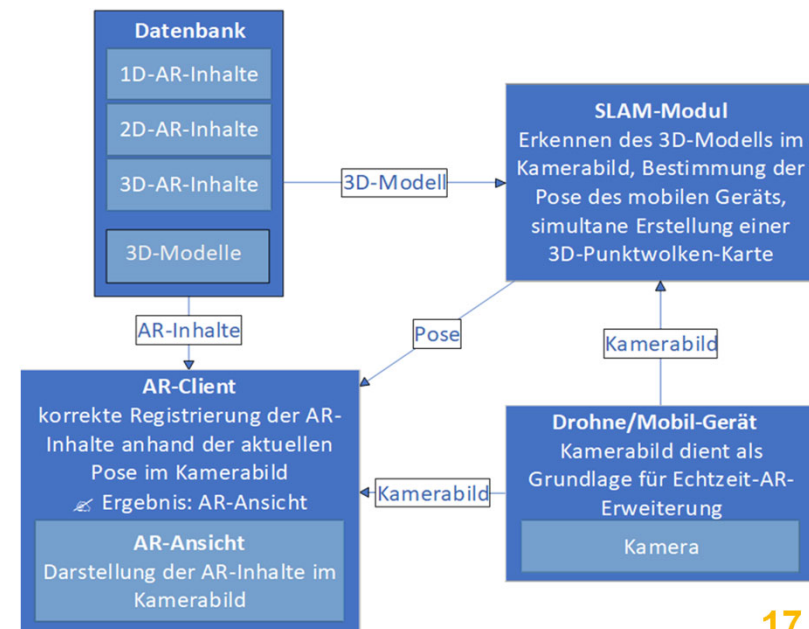 Datenbank
1D-AR-Inhalte
2D-AR-Inhalte
3D-AR-Inhalte
3D-Modelle
3D-Modell
SLAM-Modul
Erkennen des 3D-Modells im
Kamerabild, Bestimmung der
Pose des mobilen Geräts,
simultane Erstellung einer
3D-Punktwolken-Karte
AR-Inhalte
Pose
Kamerabild
AR-Client
korrekte Registrierung der AR-
Inhalte anhand der aktuellen
Pose im Kamerabild
Ergebnis: AR-Ansicht
AR-Ansicht
Darstellung der AR-Inhalte im
Kamerabild
Kamerabild
Drohne/Mobil-Gerät
Kamerabild dient als
Grundlage für Echtzeit-AR-
Erweiterung
Kamera
17